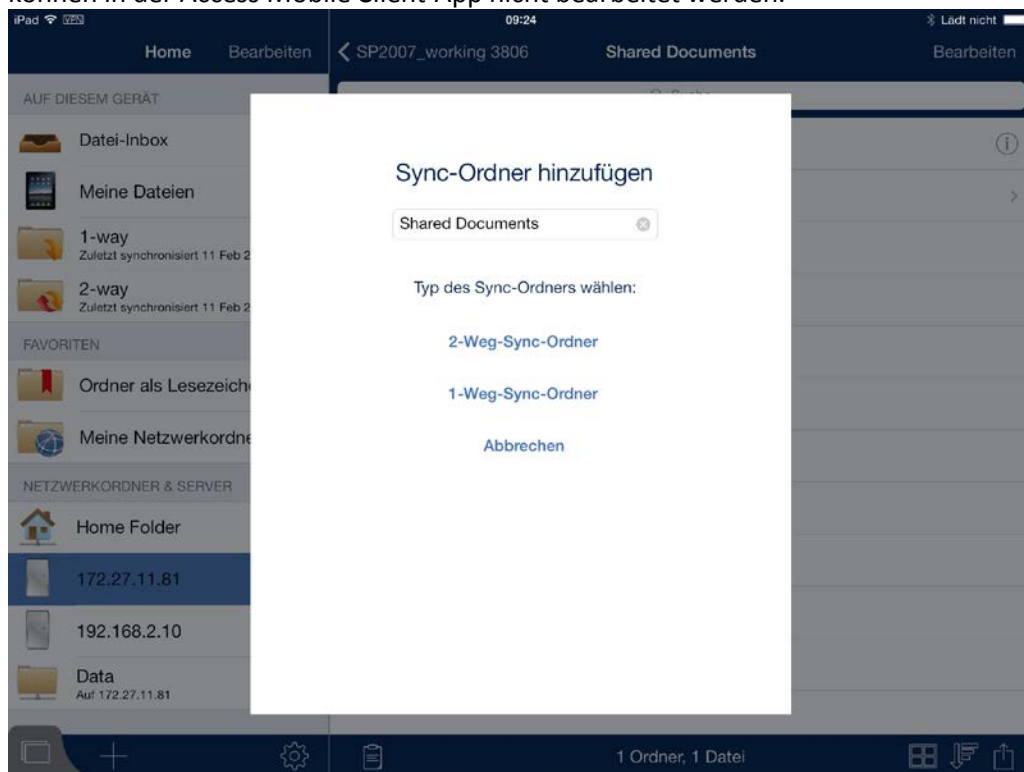 können in der Access Mobile Client App nicht bearbeitet werden.
iPad VPN 09:24 Lädt nicht
Home Bearbeiten SP2007_working 3806 Shared Documents Bearbeiten
AUF DIESEM GERÄT
Datei-Inbox
Meine Dateien
1-way
Zuletzt synchronisiert 11 Feb 2
2-way
Zuletzt synchronisiert 11 Feb 2
FAVORITEN
Ordner als Lesezeich
Meine Netzwerkordne
NETZWERKORDNER & SERVER
Home Folder
172.27.11.81
192.168.2.10
Data
Auf 172.27.11.81
Sync-Ordner hinzufügen
Shared Documents
Typ des Sync-Ordners wählen:
2-Weg-Sync-Ordner
1-Weg-Sync-Ordner
Abbrechen
1 Ordner, 1 Datei